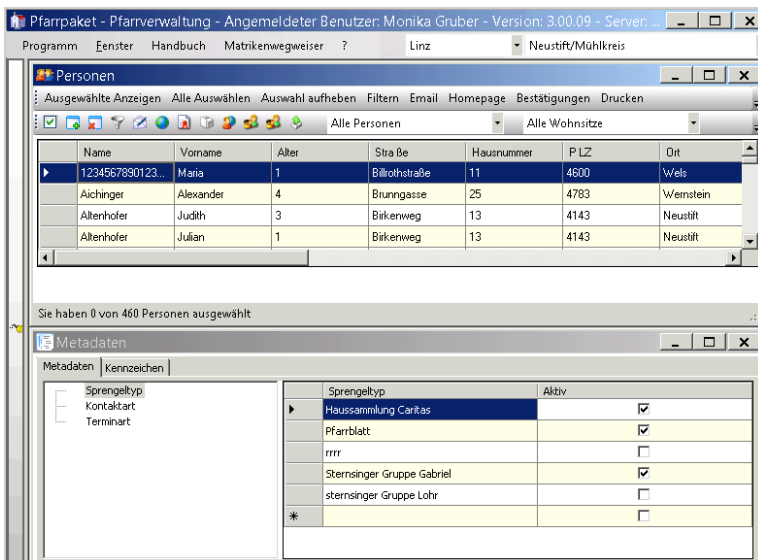 Pfarrpaket - Pfarrverwaltung - Angemeldeter Benutzer: Monika Gruber - Version: 3.00.09 - Server: ...
Programm Fenster Handbuch Matrikenwegweiser ? Linz Neustift/Mühlkreis
Personen
Ausgewählte Anzeigen Alle Auswählen Auswahl aufheben Filtern Email Homepage Bestätigungen Drucken
Alle Personen Alle Wohnsitze
Name Vorname Alter Straße Hausnummer PLZ Ort
1234567890123... Maria 1 Billrothstraße 11 4600 Wels
Aichinger Alexander 4 Brunngasse 25 4783 Wernstein
Altenhofer Judith 3 Birkenweg 13 4143 Neustift
Altenhofer Julian 1 Birkenweg 13 4143 Neustift
Sie haben 0 von 460 Personen ausgewählt
Metadaten
Metadaten Kennzeichen
Sprengeltyp
Kontaktart
Terminart
Sprengeltyp Aktiv
Haussammlung Caritas
Pfarrblatt
rrrr
Sternsinger Gruppe Gabriel
sternsinger Gruppe Lohr